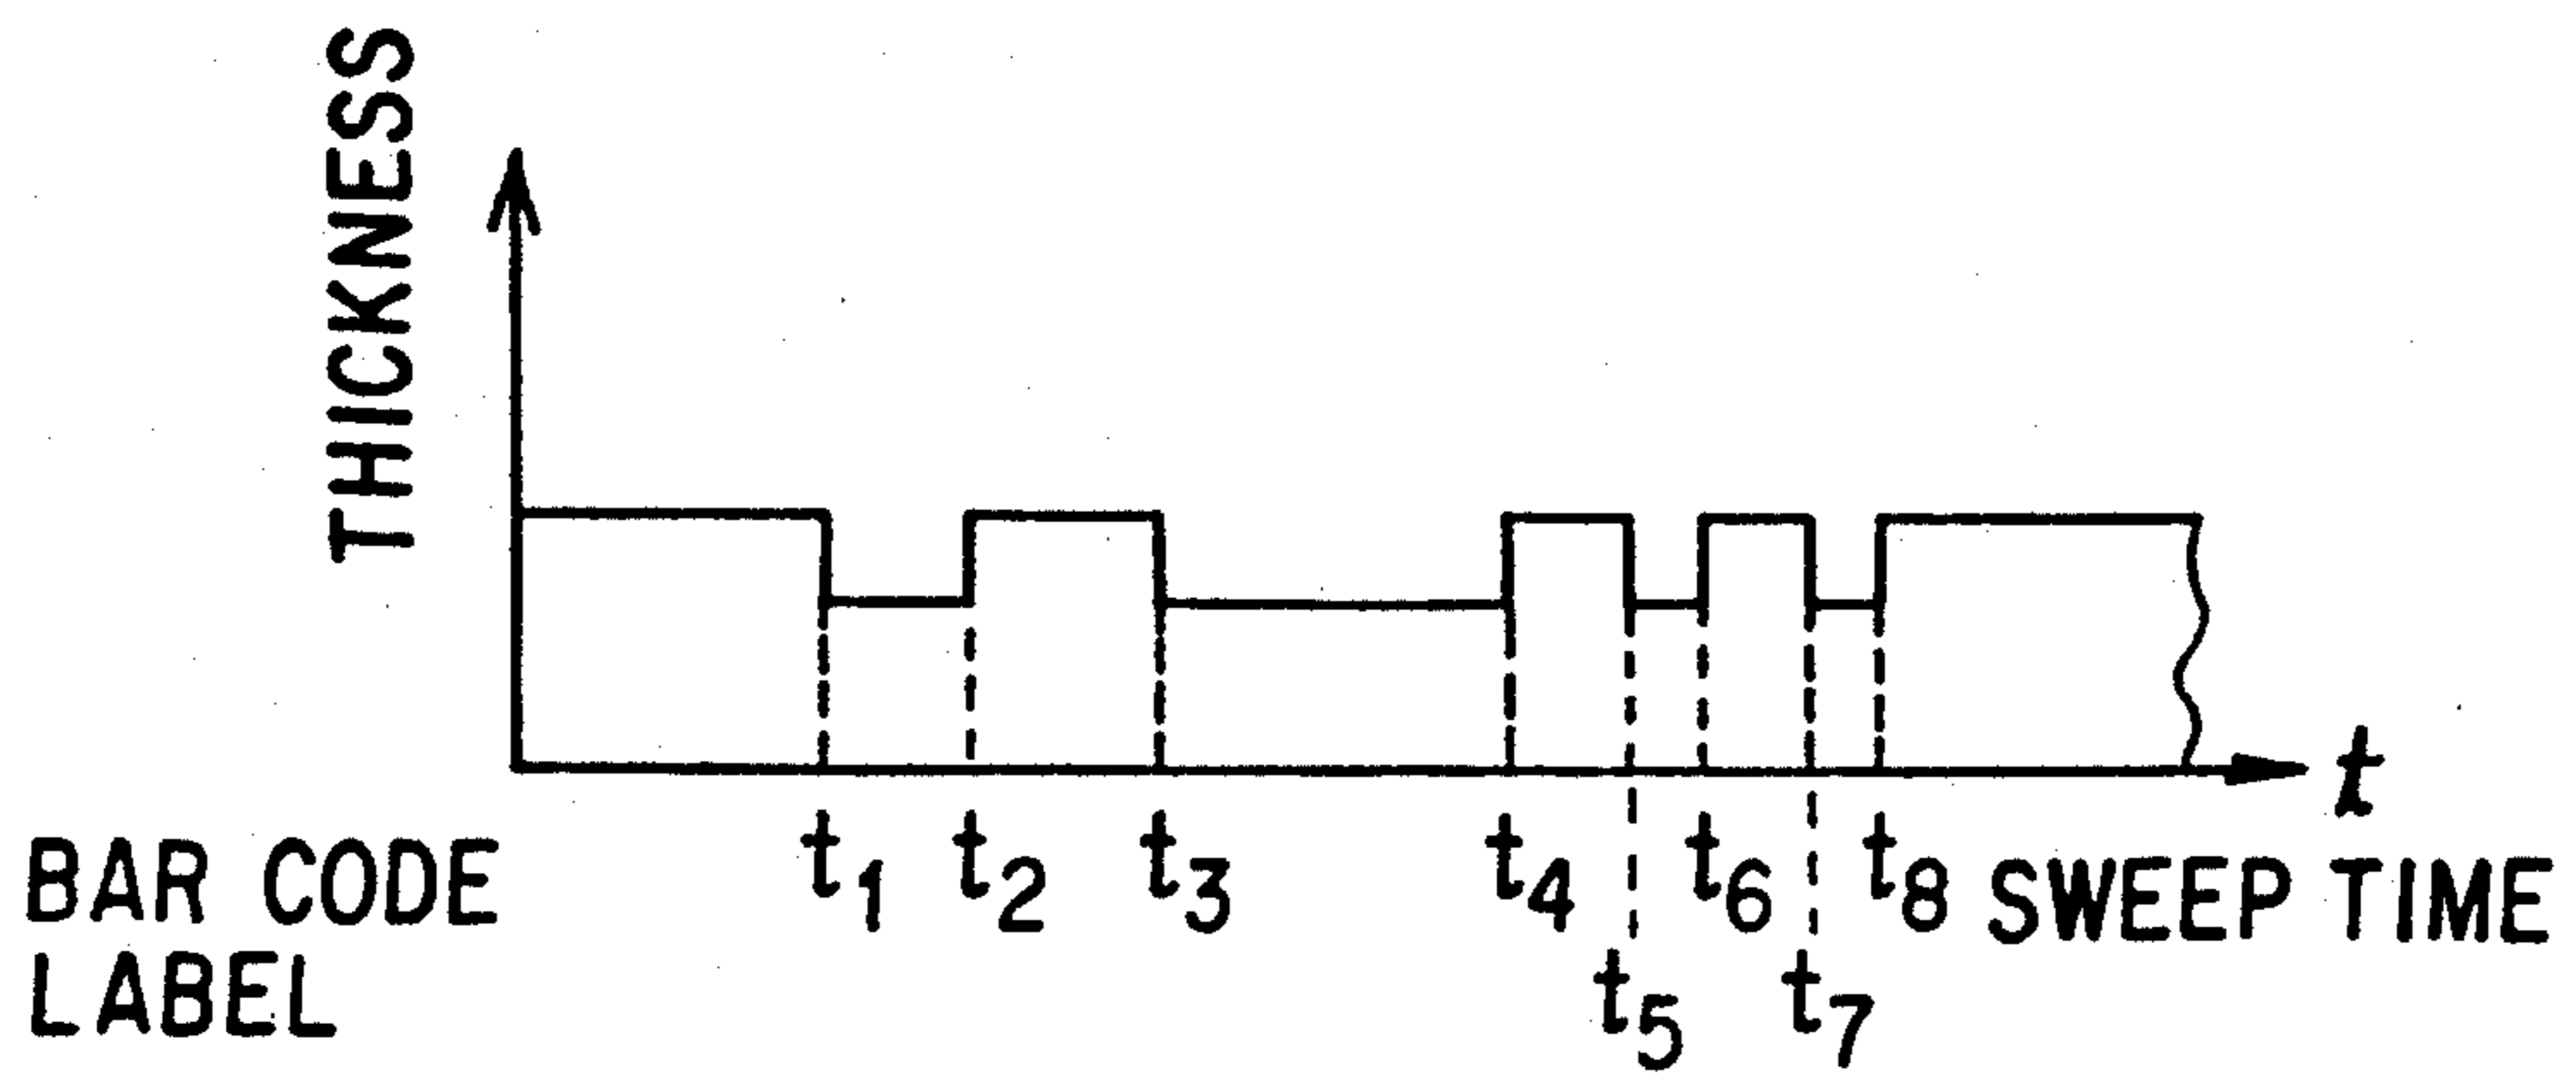 THICKNESS
t
BAR CODE
LABEL
t1 t2 t3 t4 t6 t8 SWEEP TIME
t5 t7